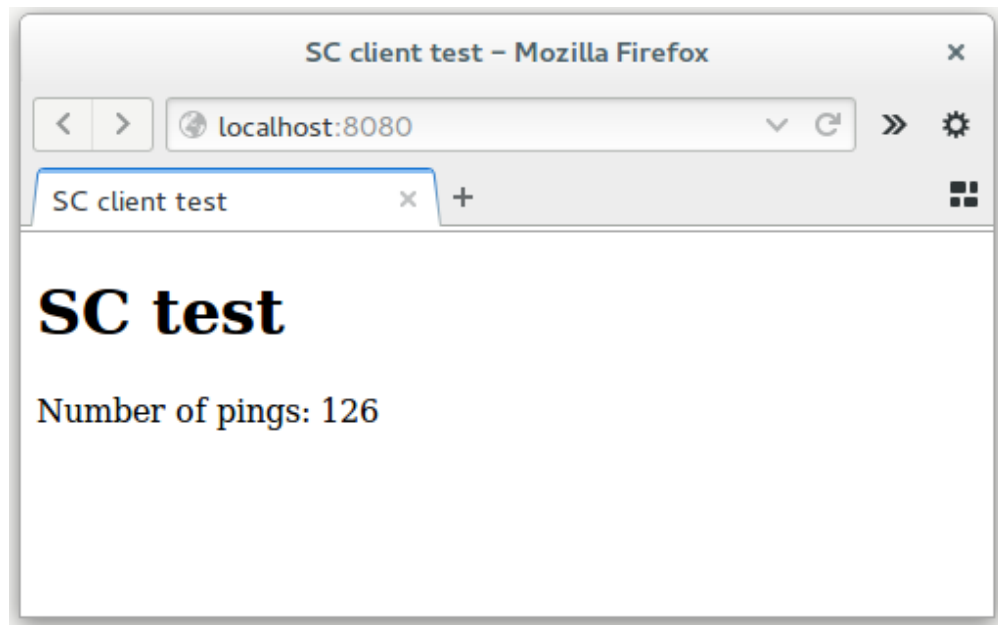 SC client test – Mozilla Firefox
localhost:8080
SC client test
SC test
Number of pings: 126